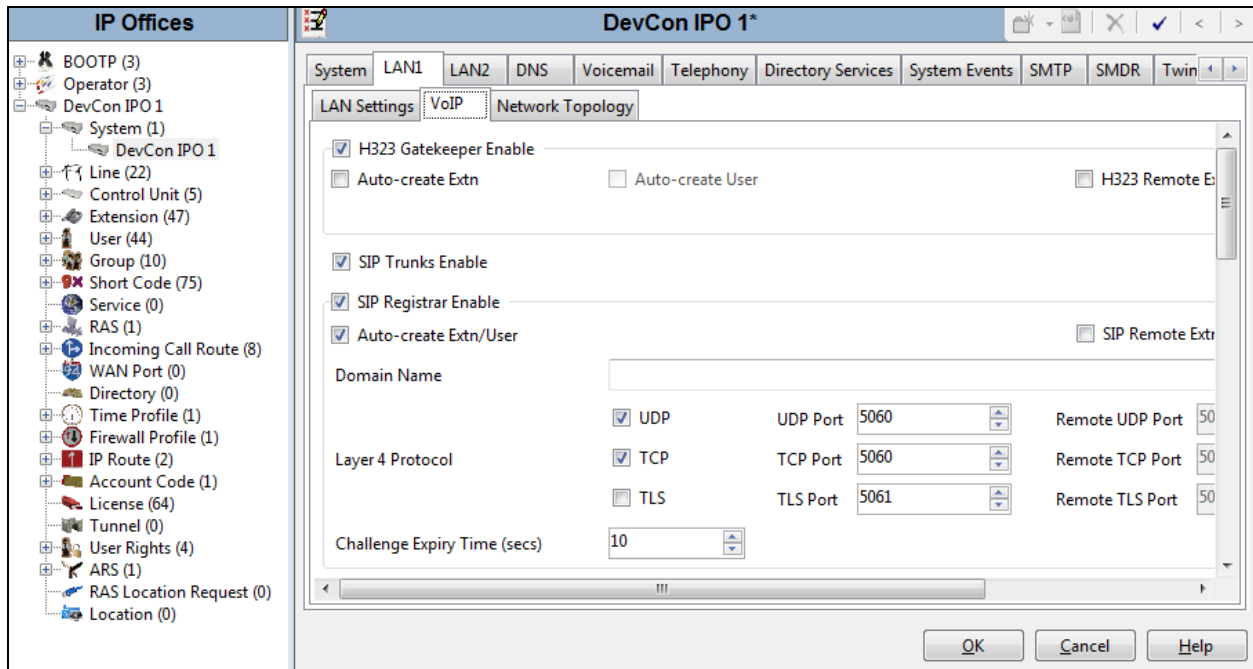 IP Offices
BOOTP (3)
Operator (3)
DevCon IPO 1
System (1)
DevCon IPO 1
Line (22)
Control Unit (5)
Extension (47)
User (44)
Group (10)
Short Code (75)
Service (0)
RAS (1)
Incoming Call Route (8)
WAN Port (0)
Directory (0)
Time Profile (1)
Firewall Profile (1)
IP Route (2)
Account Code (1)
License (64)
Tunnel (0)
User Rights (4)
ARS (1)
RAS Location Request (0)
Location (0)
DevCon IPO 1*
System LAN1 LAN2 DNS Voicemail Telephony Directory Services System Events SMTP SMDR Twin
LAN Settings VoIP Network Topology
H323 Gatekeeper Enable
Auto-create Extn Auto-create User H323 Remote Ex
SIP Trunks Enable
SIP Registrar Enable
Auto-create Extn/User SIP Remote Extn
Domain Name
UDP UDP Port 5060 Remote UDP Port 50
Layer 4 Protocol TCP TCP Port 5060 Remote TCP Port 50
TLS TLS Port 5061 Remote TLS Port 50
Challenge Expiry Time (secs) 10
OK Cancel Help